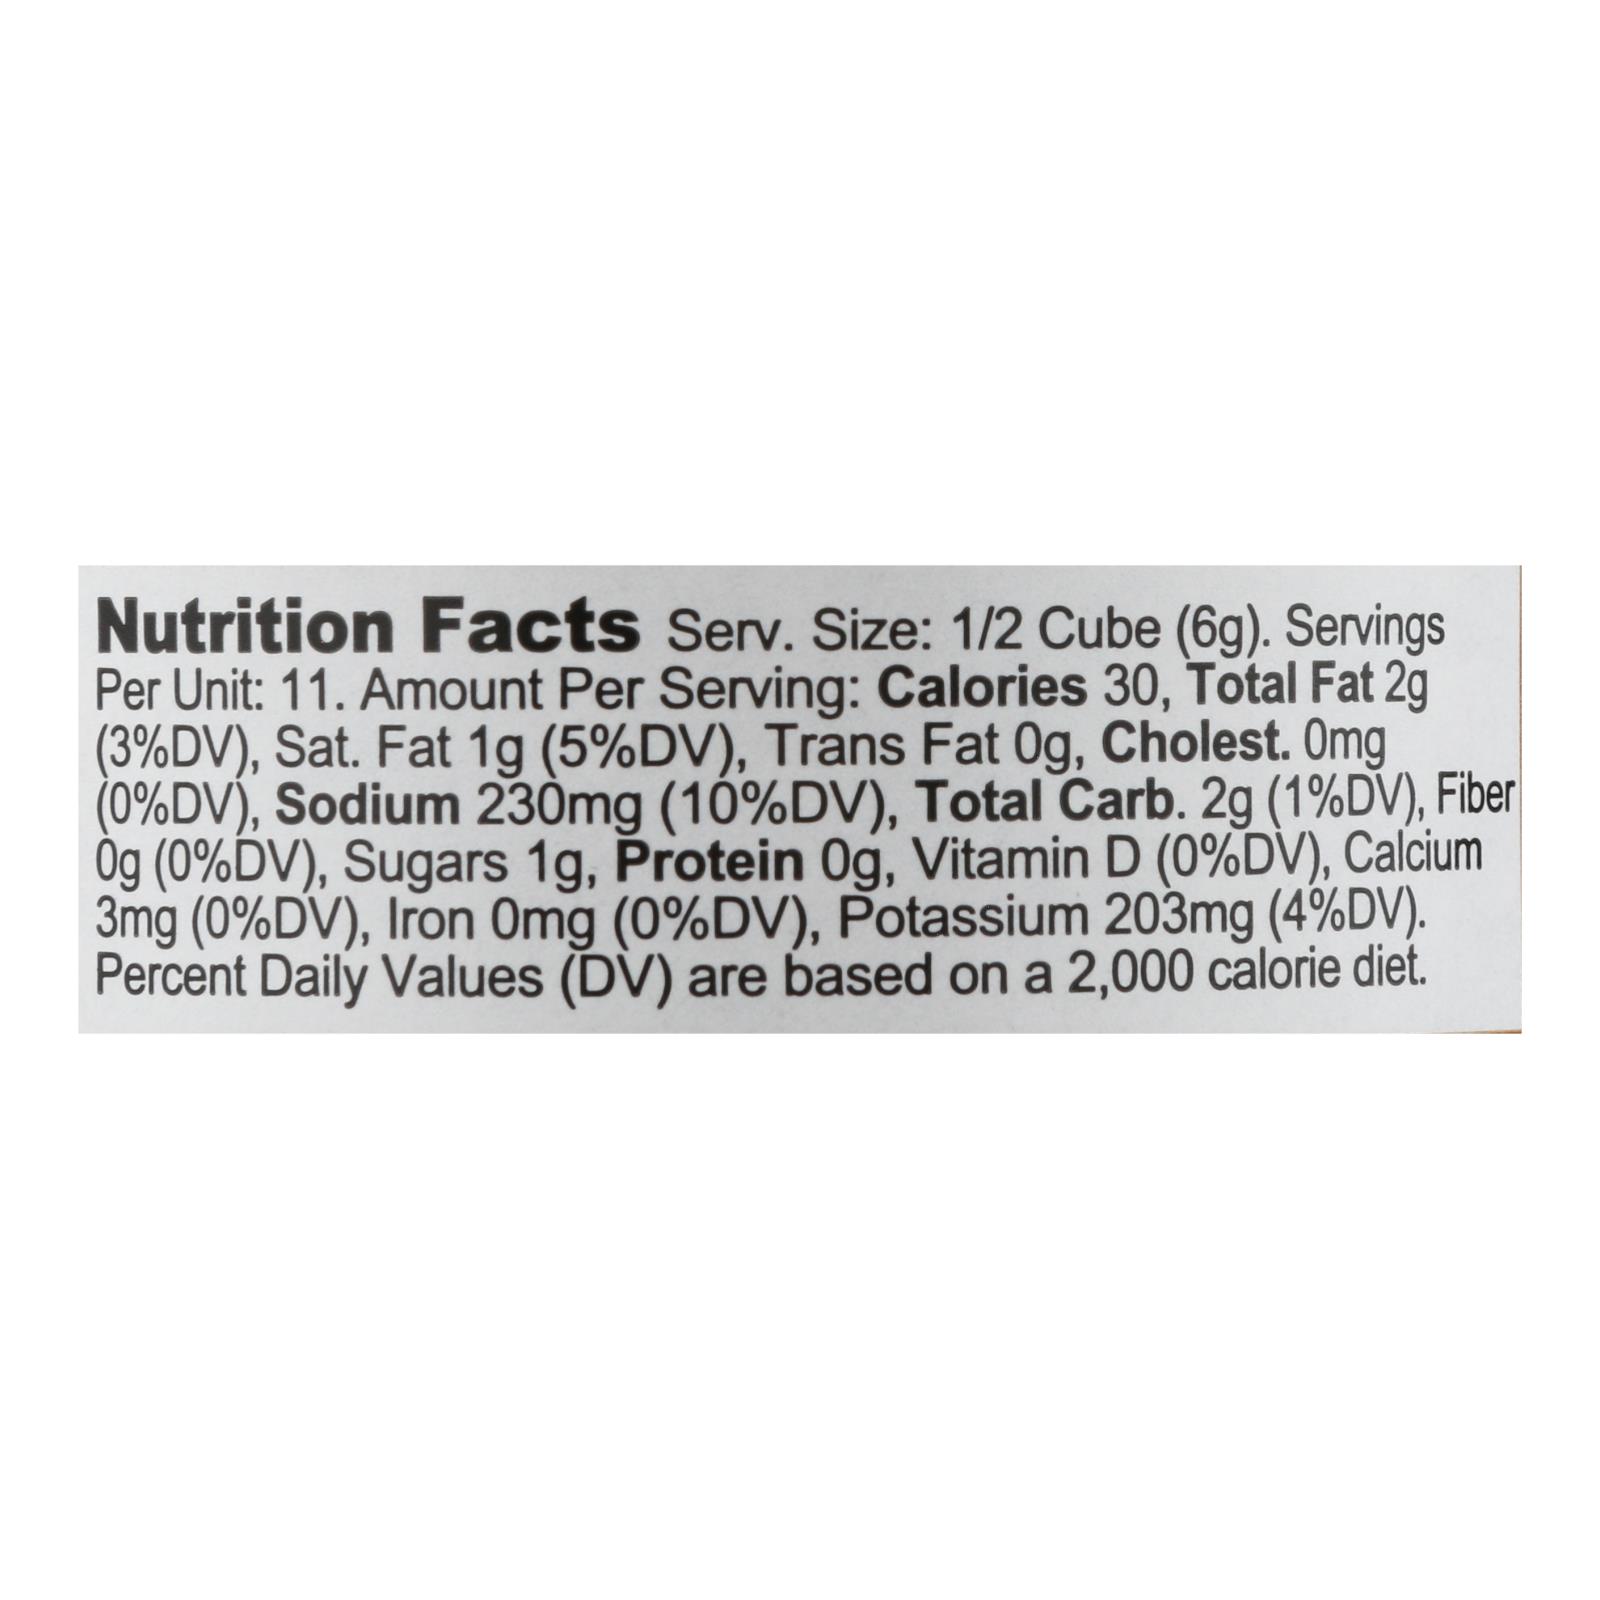 Nutrition Facts Serv. Size: 1/2 Cube (6g). Servings
Per Unit: 11. Amount Per Serving: Calories 30, Total Fat 2g
(3%DV), Sat. Fat 1g (5%DV), Trans Fat 0g, Cholest. 0mg
(0%DV), Sodium 230mg (10%DV), Total Carb. 2g (1%DV), Fiber
0g (0%DV), Sugars 1g, Protein 0g, Vitamin D (0%DV), Calcium
3mg (0%DV), Iron 0mg (0%DV), Potassium 203mg (4%DV).
Percent Daily Values (DV) are based on a 2,000 calorie diet.